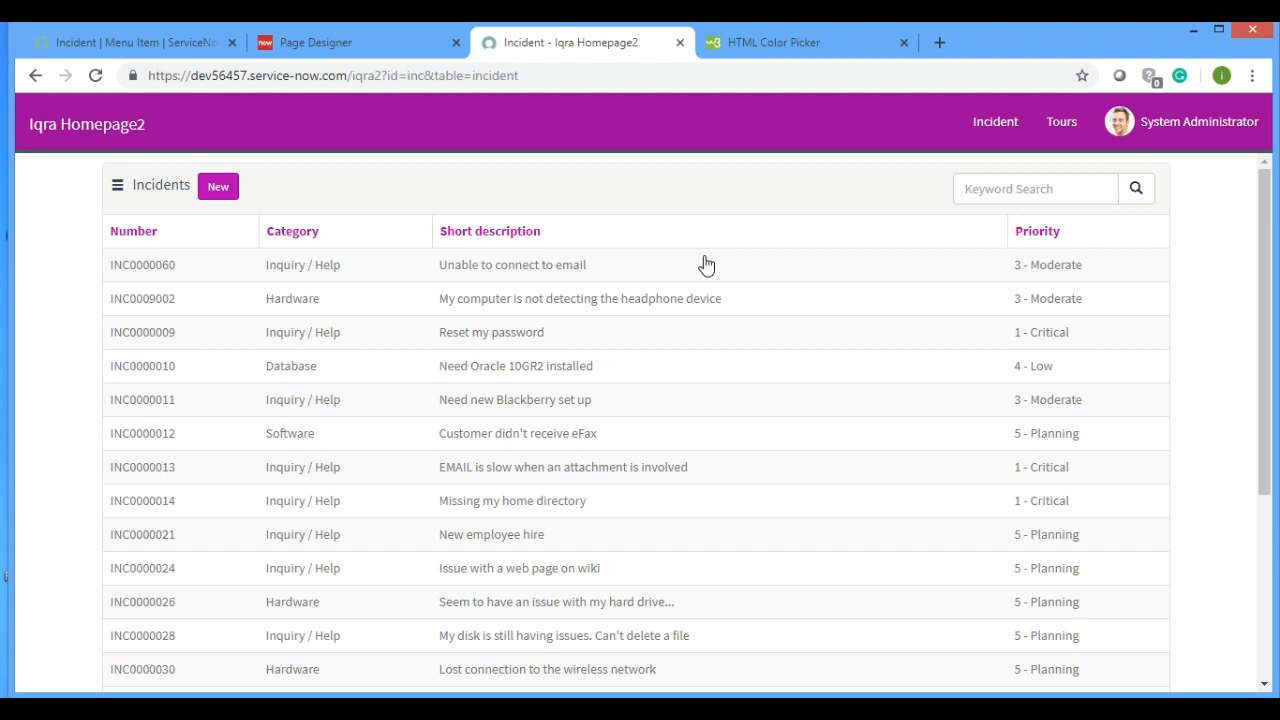 Incident | Menu Item | ServiceNo
Page Designer
Incident - Iqra Homepage2
HTML Color Picker
https://dev56457.service-now.com/iqra2?id=inc&table=incident
0
i
Iqra Homepage2
Incident
Tours
System Administrator
Incidents
New
Keyword Search
Number Category Short description Priority
INC0000060 Inquiry / Help Unable to connect to email 3 - Moderate
INC0009002 Hardware My computer is not detecting the headphone device 3 - Moderate
INC0000009 Inquiry / Help Reset my password 1 - Critical
INC0000010 Database Need Oracle 10GR2 installed 4 - Low
INC0000011 Inquiry / Help Need new Blackberry set up 3 - Moderate
INC0000012 Software Customer didn't receive eFax 5 - Planning
INC0000013 Inquiry / Help EMAIL is slow when an attachment is involved 1 - Critical
INC0000014 Inquiry / Help Missing my home directory 1 - Critical
INC0000021 Inquiry / Help New employee hire 5 - Planning
INC0000024 Inquiry / Help Issue with a web page on wiki 5 - Planning
INC0000026 Hardware Seem to have an issue with my hard drive... 5 - Planning
INC0000028 Inquiry / Help My disk is still having issues. Can't delete a file 5 - Planning
INC0000030 Hardware Lost connection to the wireless network 5 - Planning